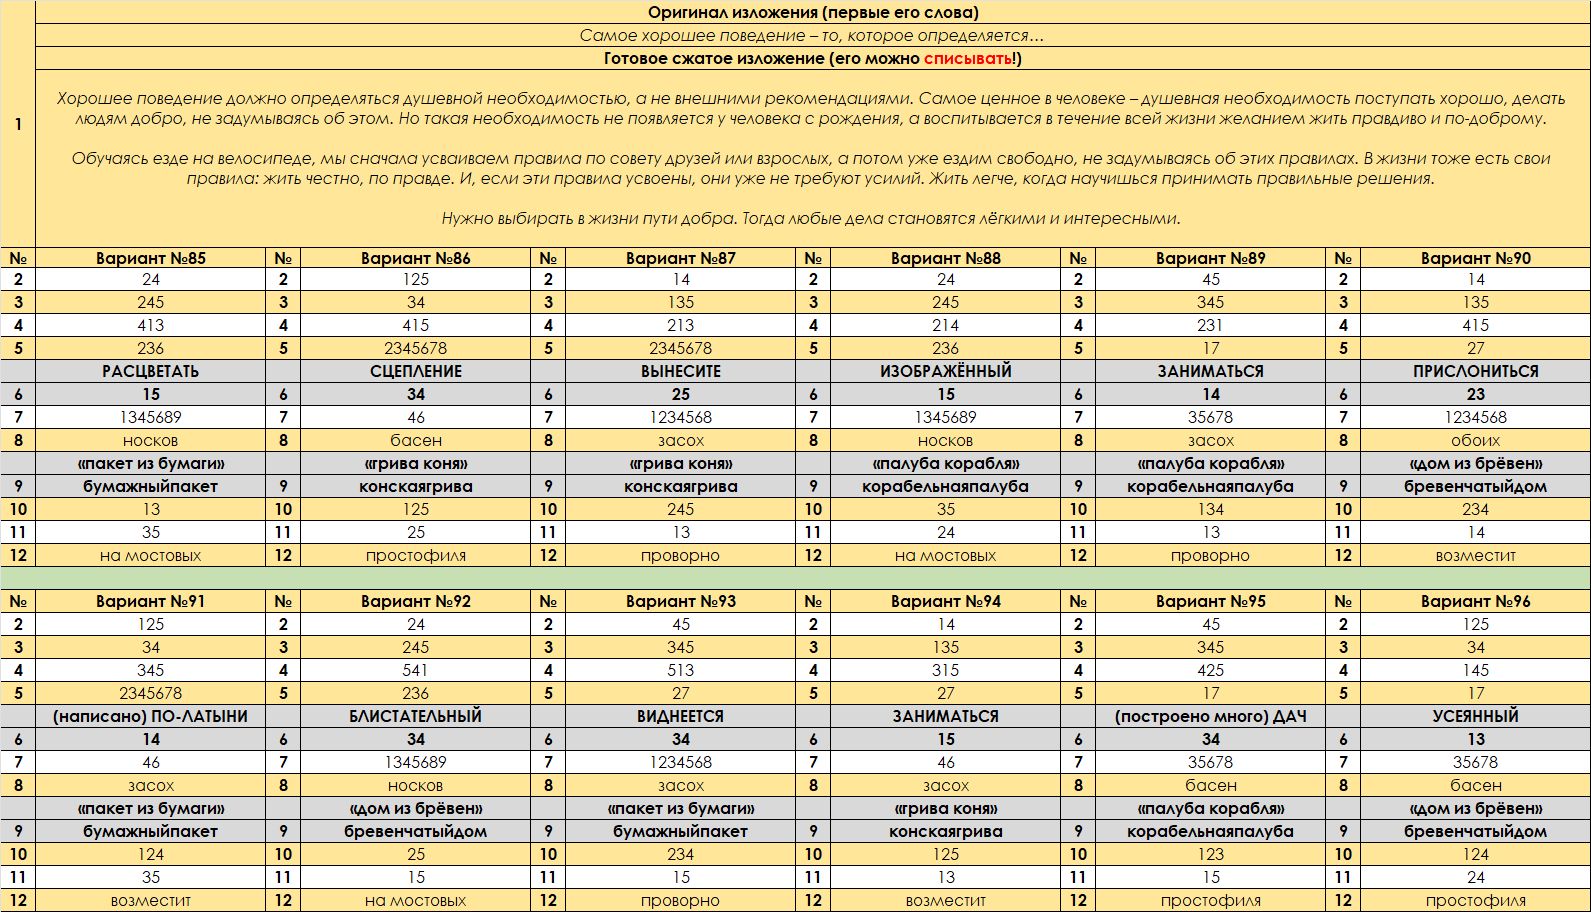 Оригинал изложения (первые его слова)
Самое хорошее поведение – то, которое определяется…
Готовое сжатое изложение (его можно списывать!)
1
Хорошее поведение должно определяться душевной необходимостью, а не внешними рекомендациями. Самое ценное в человеке – душевная необходимость поступать хорошо, делать
людям добро, не задумываясь об этом. Но такая необходимость не появляется у человека с рождения, а воспитывается в течение всей жизни желанием жить правдиво и по-доброму.
Обучаясь езде на велосипеде, мы сначала усваиваем правила по совету друзей или взрослых, а потом уже ездим свободно, не задумываясь об этих правилах. В жизни тоже есть свои
правила: жить честно, по правде. И, если эти правила усвоены, они уже не требуют усилий. Жить легче, когда научишься принимать правильные решения.
Нужно выбирать в жизни пути добра. Тогда любые дела становятся лёгкими и интересными.
№ Вариант №85 № Вариант №86 № Вариант №87 № Вариант №88 № Вариант №89 № Вариант №90
2 24 2 125 2 14 2 24 2 45 2 14
3 245 3 34 3 135 3 245 3 345 3 135
4 413 4 415 4 213 4 214 4 231 4 415
5 236 5 2345678 5 2345678 5 236 5 17 5 27
РАСЦВЕТАТЬ СЦЕПЛЕНИЕ ВЫНЕСИТЕ ИЗОБРАЖЁННЫЙ ЗАНИМАТЬСЯ ПРИСЛОНИТЬСЯ
6 15 6 34 6 25 6 15 6 14 6 23
7 1345689 7 46 7 1234568 7 1345689 7 35678 7 1234568
8 носков 8 басен 8 засох 8 носков 8 засох 8 обоих
«пакет из бумаги» «грива коня» «грива коня» «палуба корабля» «палуба корабля» «дом из брёвен»
9 бумажныйпакет 9 конскаягрива 9 конскаягрива 9 корабельнаяпалуба 9 корабельнаяпалуба 9 бревенчатыйдом
10 13 10 125 10 245 10 35 10 134 10 234
11 35 11 25 11 13 11 24 11 13 11 14
12 на мостовых 12 простофиля 12 проворно 12 на мостовых 12 проворно 12 возместит
№ Вариант №91 № Вариант №92 № Вариант №93 № Вариант №94 № Вариант №95 № Вариант №96
2 125 2 24 2 45 2 14 2 45 2 125
3 34 3 245 3 345 3 135 3 345 3 34
4 345 4 541 4 513 4 315 4 425 4 145
5 2345678 5 236 5 27 5 27 5 17 5 17
(написано) ПО-ЛАТЫНИ БЛИСТАТЕЛЬНЫЙ ВИДНЕЕТСЯ ЗАНИМАТЬСЯ (построено много) ДАЧ УСЕЯННЫЙ
6 14 6 34 6 34 6 15 6 34 6 13
7 46 7 1345689 7 1234568 7 46 7 35678 7 35678
8 засох 8 носков 8 засох 8 засох 8 басен 8 басен
«пакет из бумаги» «дом из брёвен» «пакет из бумаги» «грива коня» «палуба корабля» «дом из брёвен»
9 бумажныйпакет 9 бревенчатыйдом 9 бумажныйпакет 9 конскаягрива 9 корабельнаяпалуба 9 бревенчатыйдом
10 124 10 25 10 234 10 125 10 123 10 124
11 35 11 15 11 15 11 13 11 15 11 24
12 возместит 12 на мостовых 12 проворно 12 возместит 12 простофиля 12 простофиля